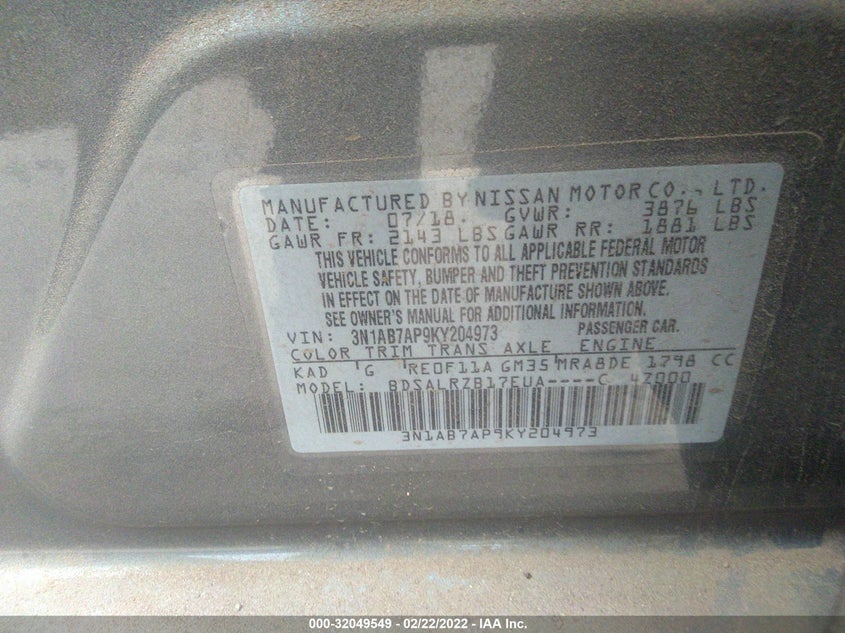 MANUFACTURED BY NISSAN MOTOR CO., LTD.
DATE: 07/18 GVWR: 3876 LBS
GAWR FR: 2143 LBS GAWR RR: 1881 LBS
THIS VEHICLE CONFORMS TO ALL APPLICABLE FEDERAL MOTOR
VEHICLE SAFETY, BUMPER AND THEFT PREVENTION STANDARDS
IN EFFECT ON THE DATE OF MANUFACTURE SHOWN ABOVE.
SEE OWNER'S MANUAL FOR ADDITIONAL INFORMATION.
VIN: 3N1AB7AP9KY204973 PASSENGER CAR.
COLOR TRIM TRANS AXLE ENGINE
KAD G RE0F11A GM35 MRA8DE 1798 CC
MODEL: BDSALRZB17EUA----C 4Z000
3N1AB7AP9KY204973
000-32049549 - 02/22/2022 - IAA Inc.